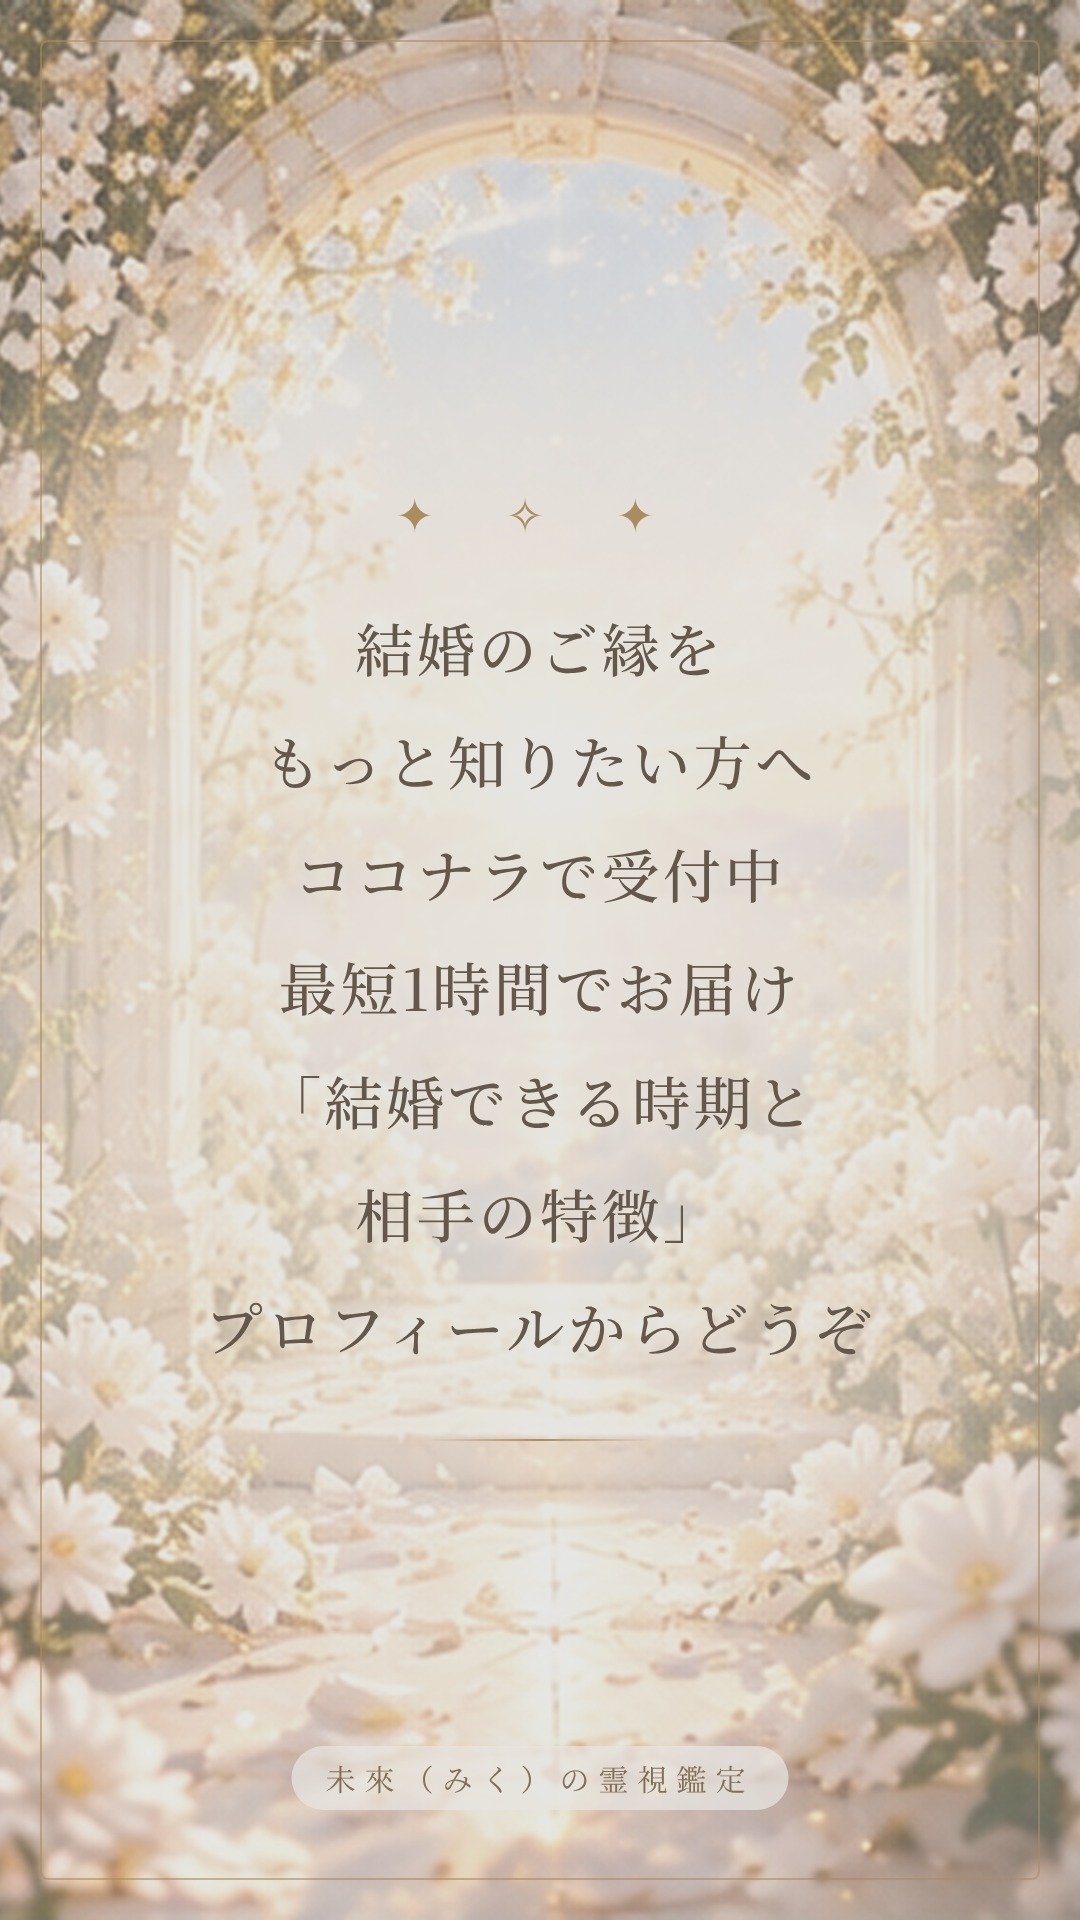 ✦ ✧ ✦
結婚のご縁を
もっと知りたい方へ
ココナラで受付中
最短1時間でお届け
「結婚できる時期と
相手の特徴」
プロフィールからどうぞ
未來（みく）の霊視鑑定